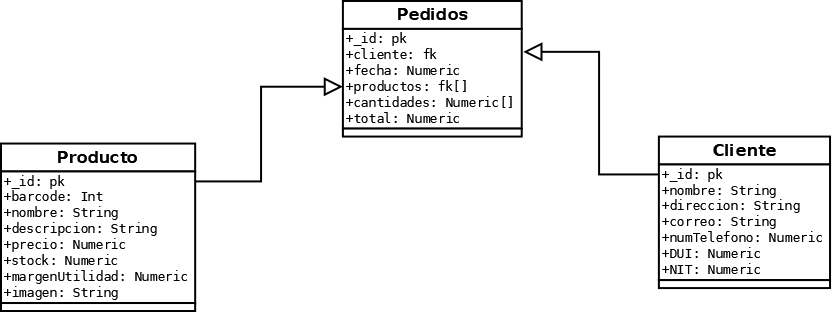 Pedidos
+_id: pk
+cliente: fk
+fecha: Numeric
+productos: fk[]
+cantidades: Numeric[]
+total: Numeric
Producto
+_id: pk
+barcode: Int
+nombre: String
+descripcion: String
+precio: Numeric
+stock: Numeric
+margenUtilidad: Numeric
+imagen: String
Cliente
+_id: pk
+nombre: String
+direccion: String
+correo: String
+numTelefono: Numeric
+DUI: Numeric
+NIT: Numeric